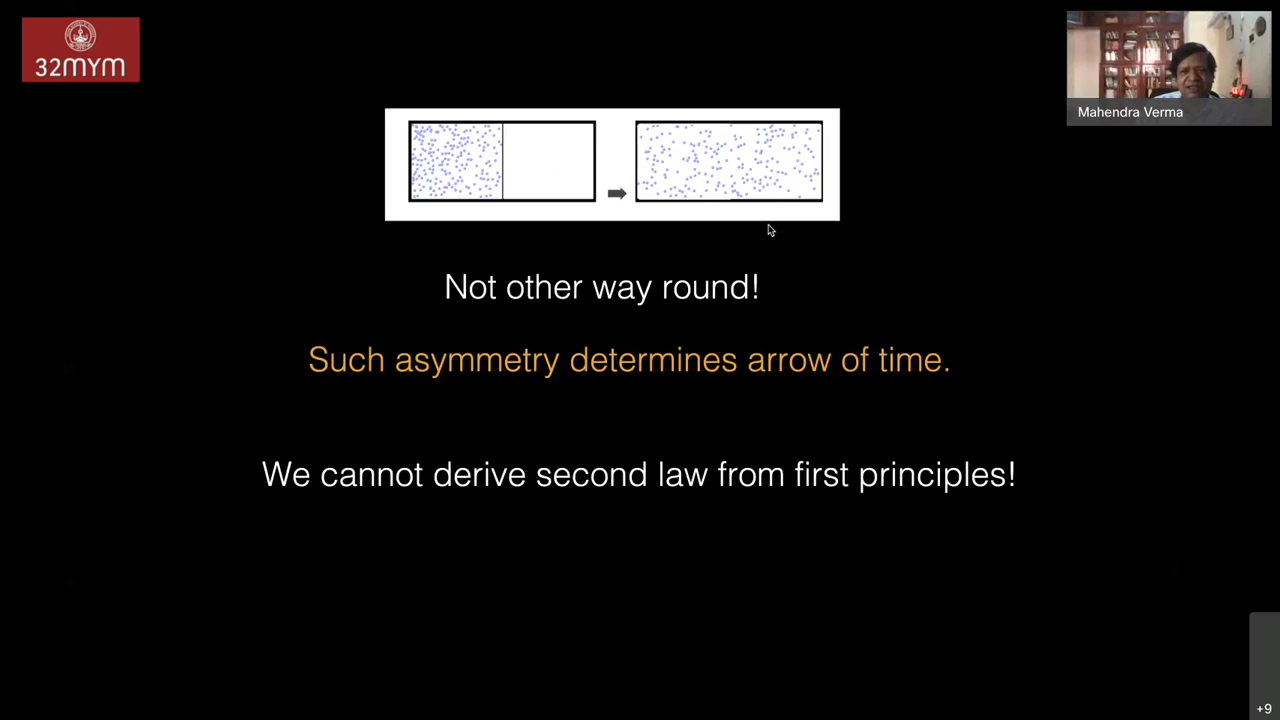 32MYM
Mahendra Verma
Not other way round!
Such asymmetry determines arrow of time.
We cannot derive second law from first principles!
+9